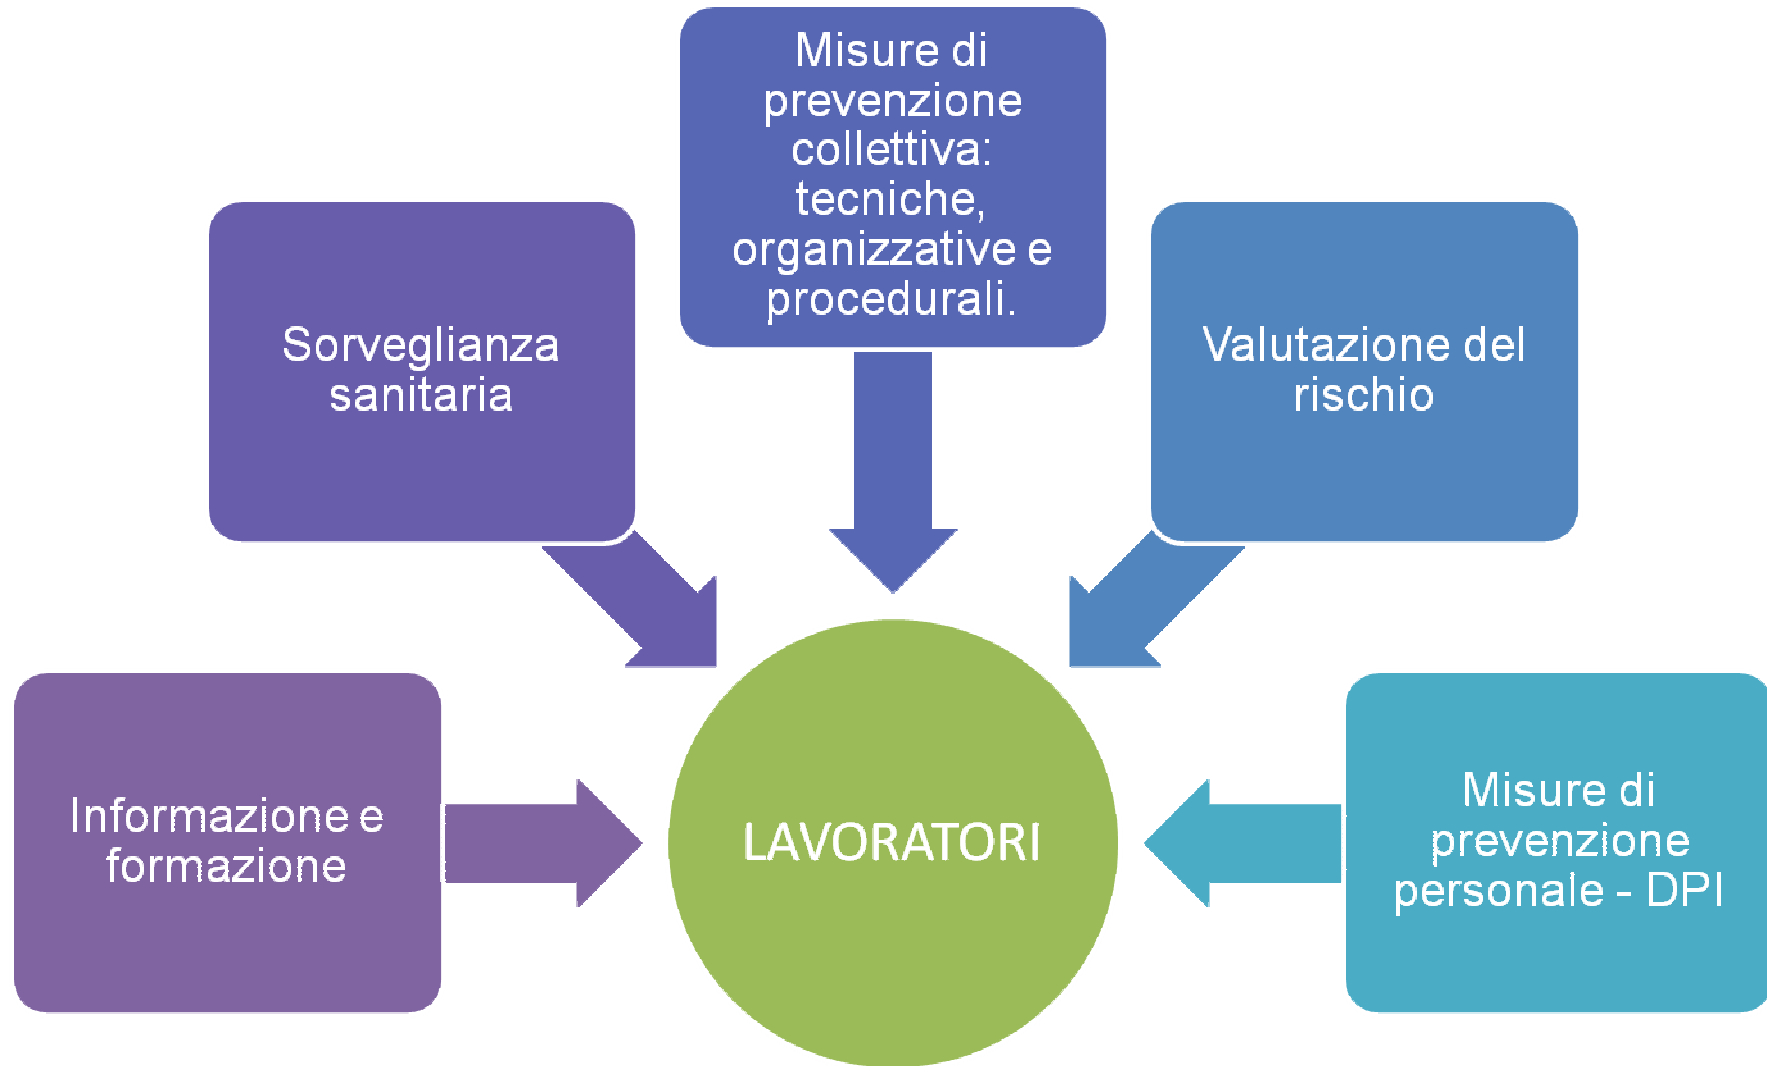 Misure di
prevenzione
collettiva:
tecniche,
organizzative e
procedurali.
Sorveglianza
sanitaria
Valutazione del
rischio
Informazione e
formazione
LAVORATORI
Misure di
prevenzione
personale - DPI